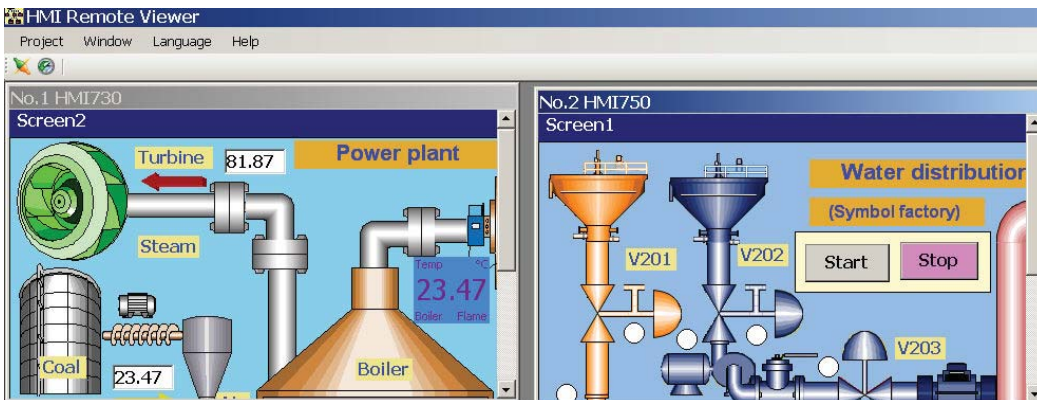 HMI Remote Viewer
Project Window Language Help
No.1 HMI730
Screen2
Turbine 81.87
Power plant
Steam
Temp °C
23.47
Boiler Flame
Coal
23.47
Boiler
No.2 HMI750
Screen1
Water distribution
(Symbol factory)
V201
V202
Start
Stop
V203